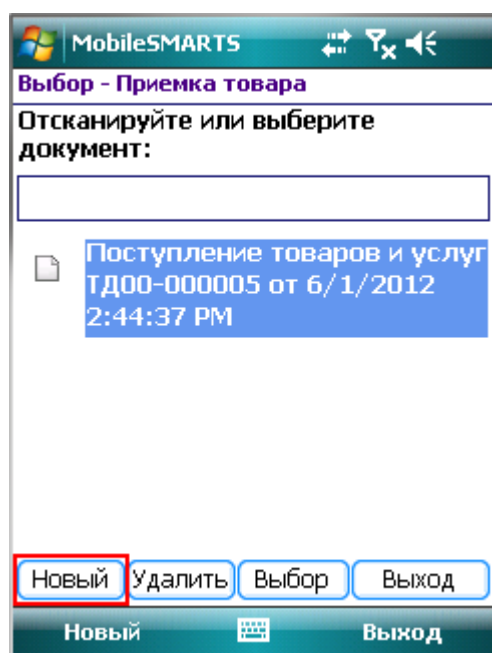 MobileSMARTS
Выбор - Приемка товара
Отсканируйте или выберите
документ:
Поступление товаров и услуг
ТД00-000005 от 6/1/2012
2:44:37 PM
Новый Удалить Выбор Выход
Новый Выход